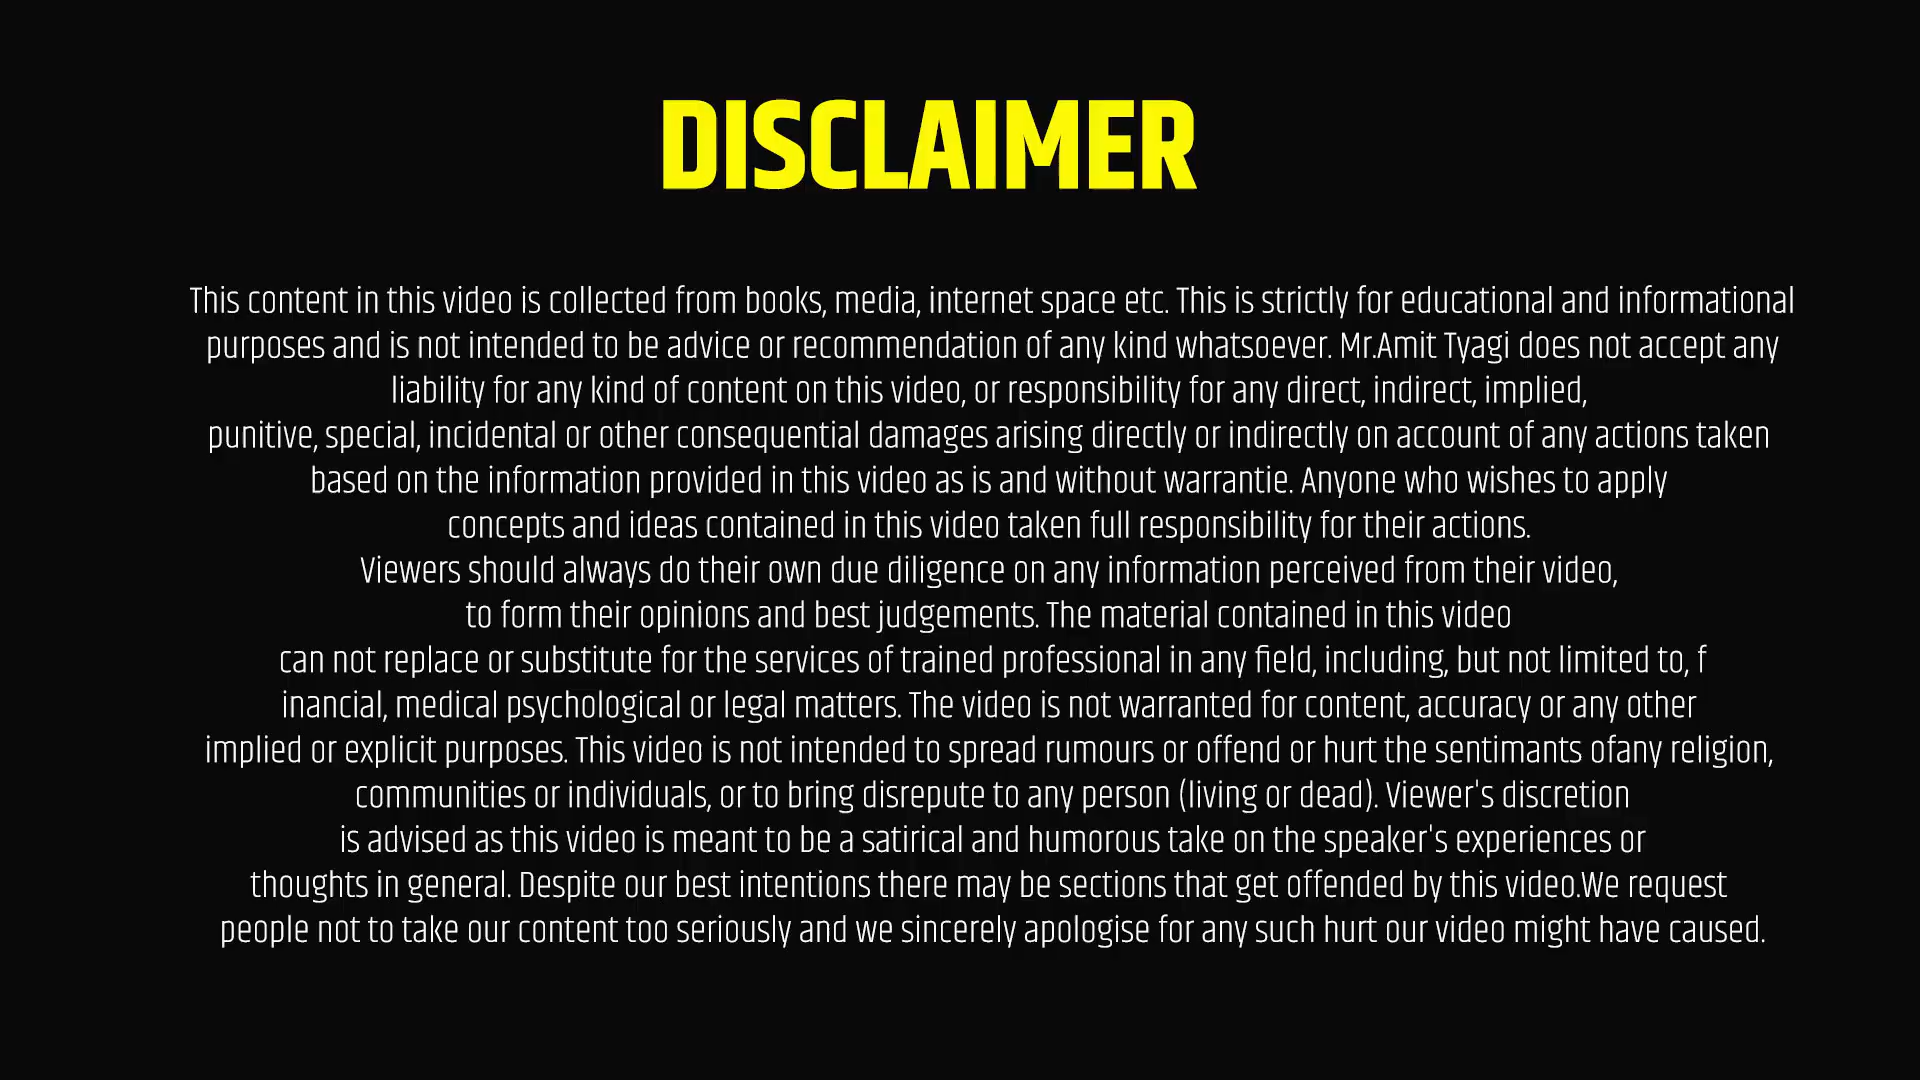 DISCLAIMER
This content in this video is collected from books, media, internet space etc. This is strictly for educational and informational
purposes and is not intended to be advice or recommendation of any kind whatsoever. Mr.Amit Tyagi does not accept any
liability for any kind of content on this video, or responsibility for any direct, indirect, implied,
punitive, special, incidental or other consequential damages arising directly or indirectly on account of any actions taken
based on the information provided in this video as is and without warrantie. Anyone who wishes to apply
concepts and ideas contained in this video taken full responsibility for their actions.
Viewers should always do their own due diligence on any information perceived from their video,
to form their opinions and best judgements. The material contained in this video
can not replace or substitute for the services of trained professional in any field, including, but not limited to, f
inancial, medical psychological or legal matters. The video is not warranted for content, accuracy or any other
implied or explicit purposes. This video is not intended to spread rumours or offend or hurt the sentimants ofany religion,
communities or individuals, or to bring disrepute to any person (living or dead). Viewer's discretion
is advised as this video is meant to be a satirical and humorous take on the speaker's experiences or
thoughts in general. Despite our best intentions there may be sections that get offended by this video.We request
people not to take our content too seriously and we sincerely apologise for any such hurt our video might have caused.